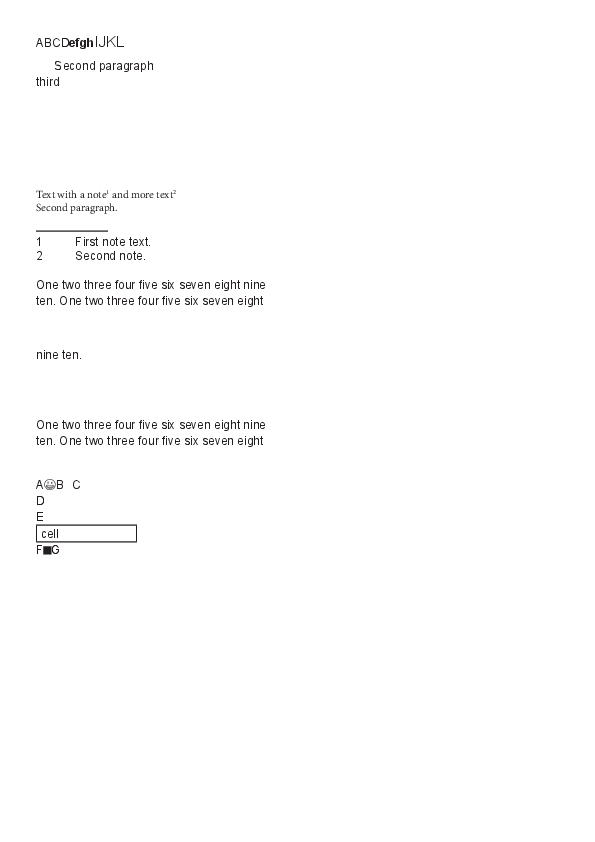 ABCDefghIJKL
Second paragraph
third
Text with a note¹ and more text²
Second paragraph.
1 First note text.
2 Second note.
One two three four five six seven eight nine
ten. One two three four five six seven eight
nine ten.
One two three four five six seven eight nine
ten. One two three four five six seven eight
A😀B C
D
E
cell
F■G